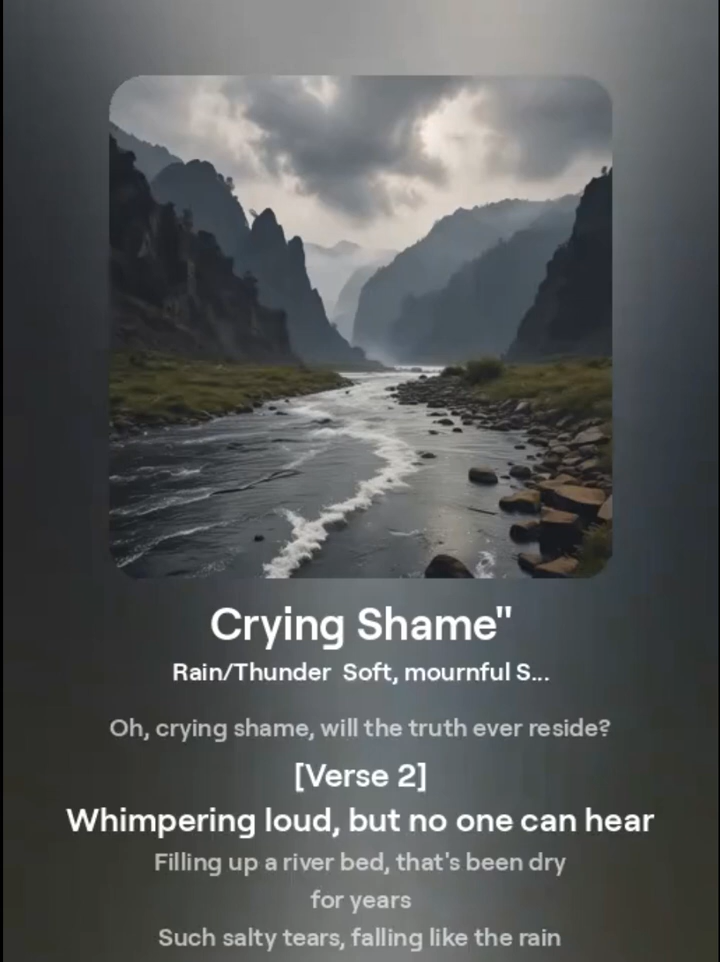 Crying Shame"
Rain/Thunder Soft, mournful S...
Oh, crying shame, will the truth ever reside?
[Verse 2]
Whimpering loud, but no one can hear
Filling up a river bed, that's been dry
for years
Such salty tears, falling like the rain